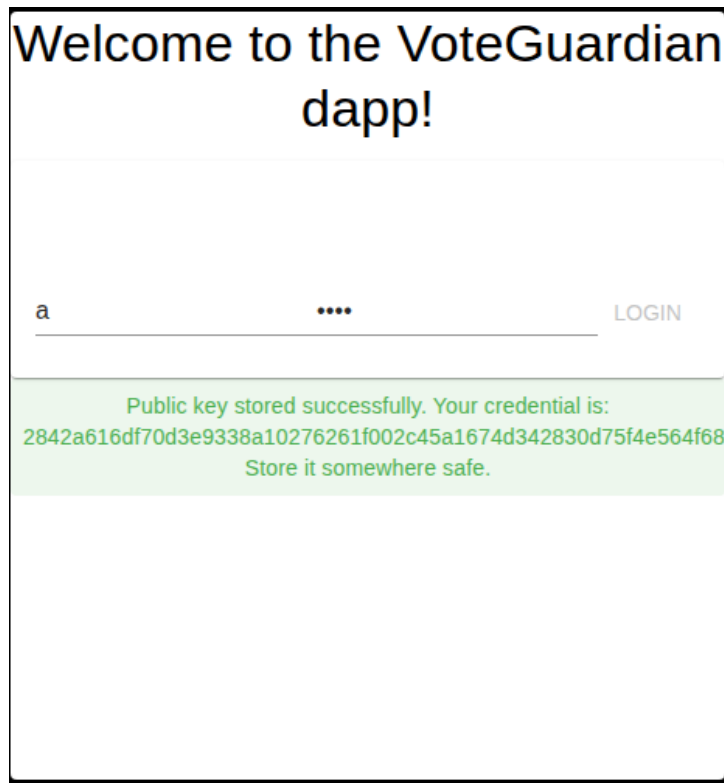 Welcome to the VoteGuardian
dapp!
a •••• LOGIN
Public key stored successfully. Your credential is:
2842a616df70d3e9338a10276261f002c45a1674d342830d75f4e564f68
Store it somewhere safe.